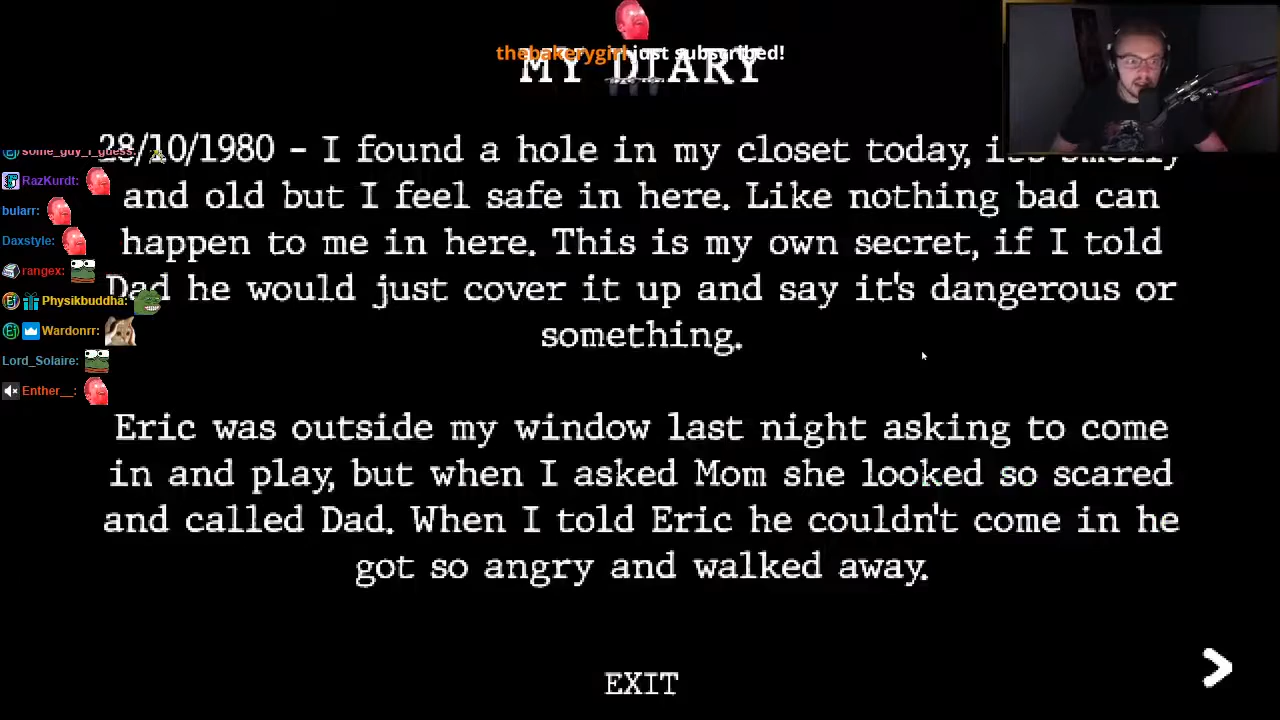 thebakerygirl just subscribed!
MY DIARY
28/10/1980 - I found a hole in my closet today, it's smelly
and old but I feel safe in here. Like nothing bad can
happen to me in here. This is my own secret, if I told
Dad he would just cover it up and say it's dangerous or
something.
Eric was outside my window last night asking to come
in and play, but when I asked Mom she looked so scared
and called Dad. When I told Eric he couldn't come in he
got so angry and walked away.
EXIT
>
some_guy_i_guess:
RazKurdt:
bularr:
Daxstyle:
rangex:
Physikbuddha:
Wardonrr:
Lord_Solaire:
Enther__: